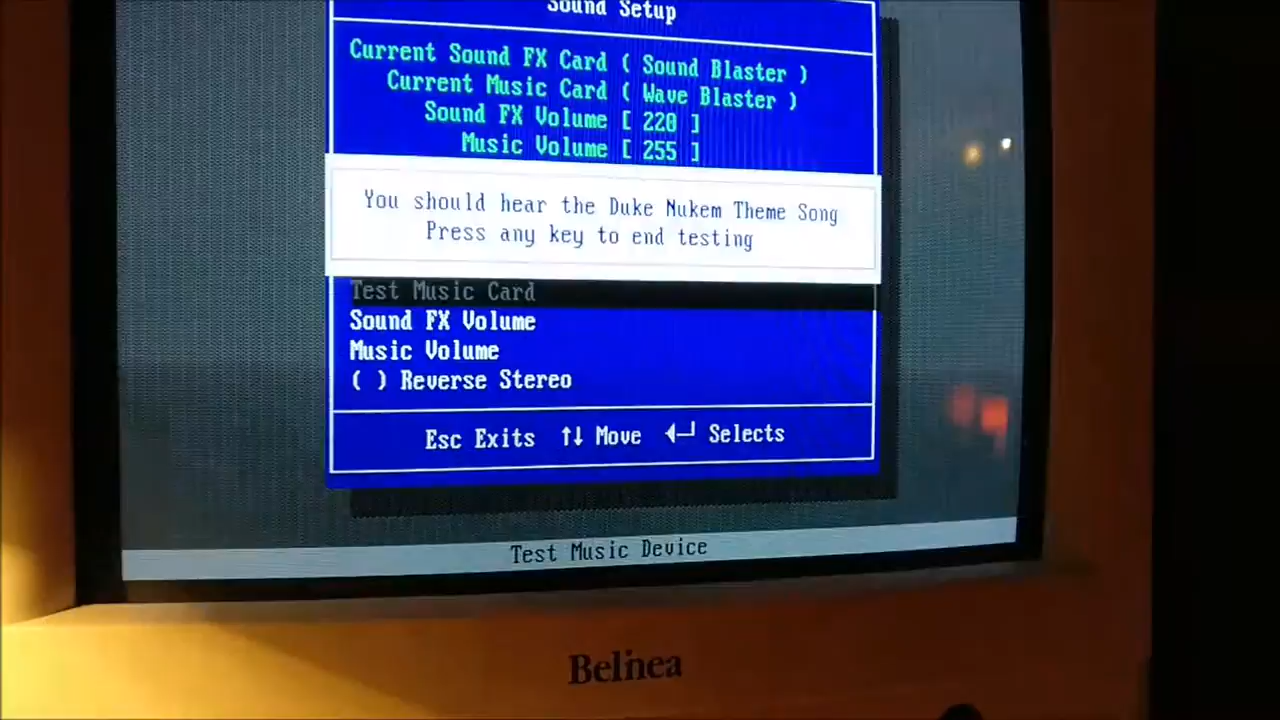 Sound Setup
Current Sound FX Card ( Sound Blaster )
Current Music Card ( Wave Blaster )
Sound FX Volume [ 220 ]
Music Volume [ 255 ]
You should hear the Duke Nukem Theme Song
Press any key to end testing
Test Music Card
Sound FX Volume
Music Volume
( ) Reverse Stereo
Esc Exits ↑↓ Move ↵ Selects
Test Music Device
Belinea